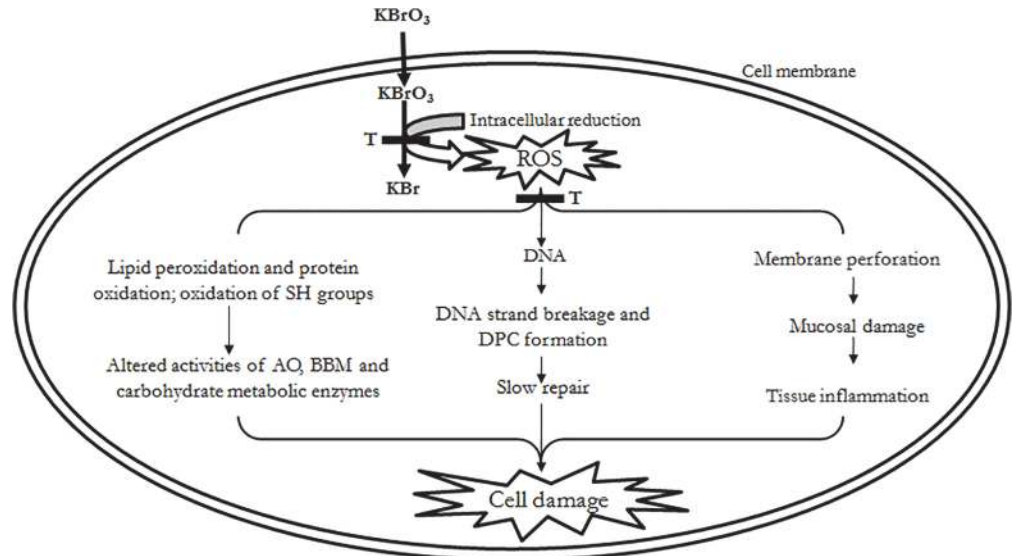 KBrO3
Cell membrane
KBrO3
Intracellular reduction
T
ROS
KBr
T
Lipid peroxidation and protein
oxidation; oxidation of SH groups
Altered activities of AO, BBM and
carbohydrate metabolic enzymes
DNA
DNA strand breakage and
DPC formation
Slow repair
Membrane perforation
Mucosal damage
Tissue inflammation
Cell damage